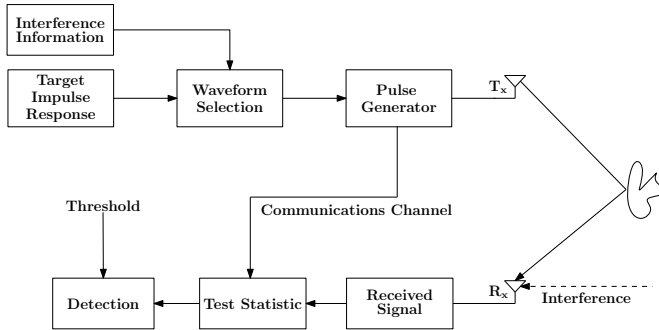 Interference
Information
Target
Impulse
Response
Waveform
Selection
Pulse
Generator
Tx
Threshold
Communications Channel
Detection
Test Statistic
Received
Signal
Rx
Interference